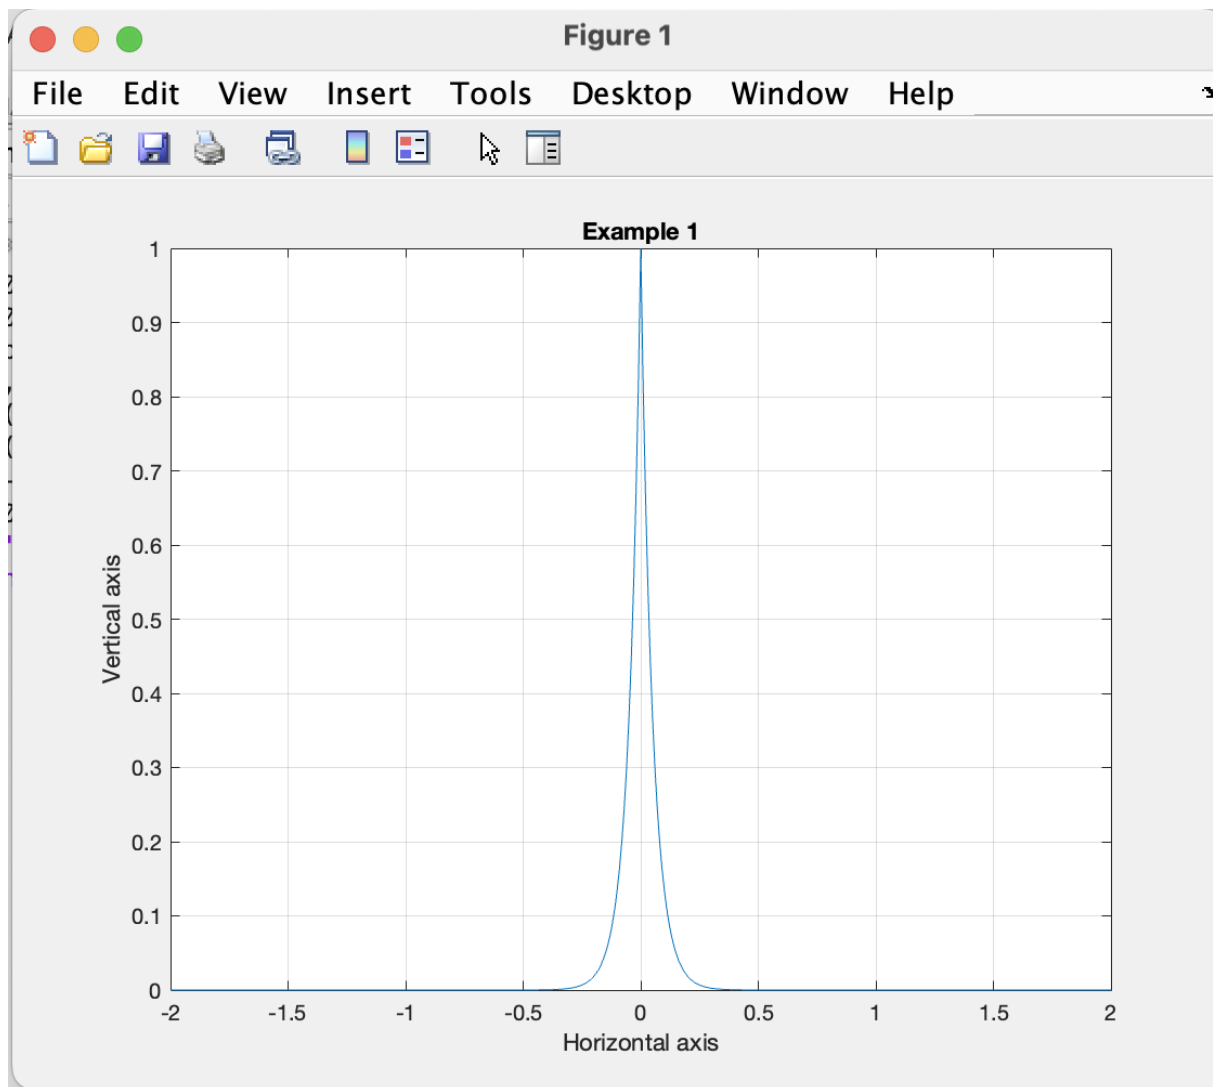 Figure 1
File Edit View Insert Tools Desktop Window Help
Example 1
1
0.9
0.8
0.7
0.6
0.5
0.4
0.3
0.2
0.1
0
Vertical axis
-2 -1.5 -1 -0.5 0 0.5 1 1.5 2
Horizontal axis